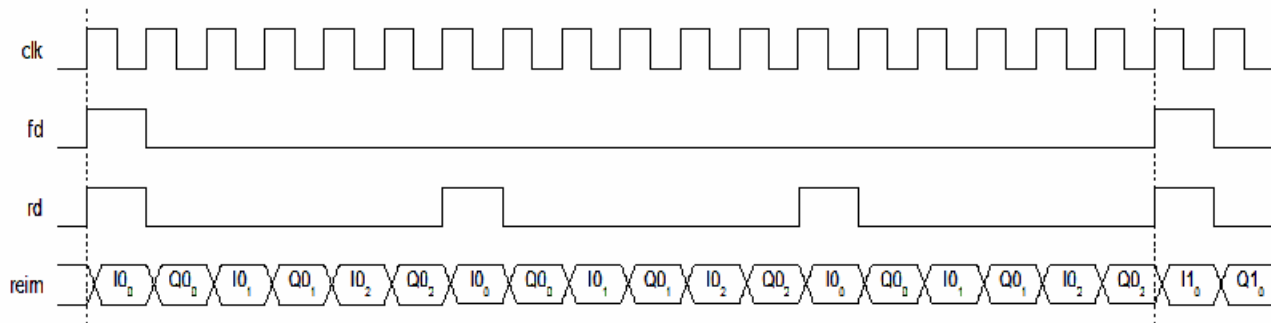 clk
fd
rd
reim I0₀ Q0₀ I0₁ Q0₁ I0₂ Q0₂ I0₀ Q0₀ I0₁ Q0₁ I0₂ Q0₂ I0₀ Q0₀ I0₁ Q0₁ I0₂ Q0₂ I1₀ Q1₀